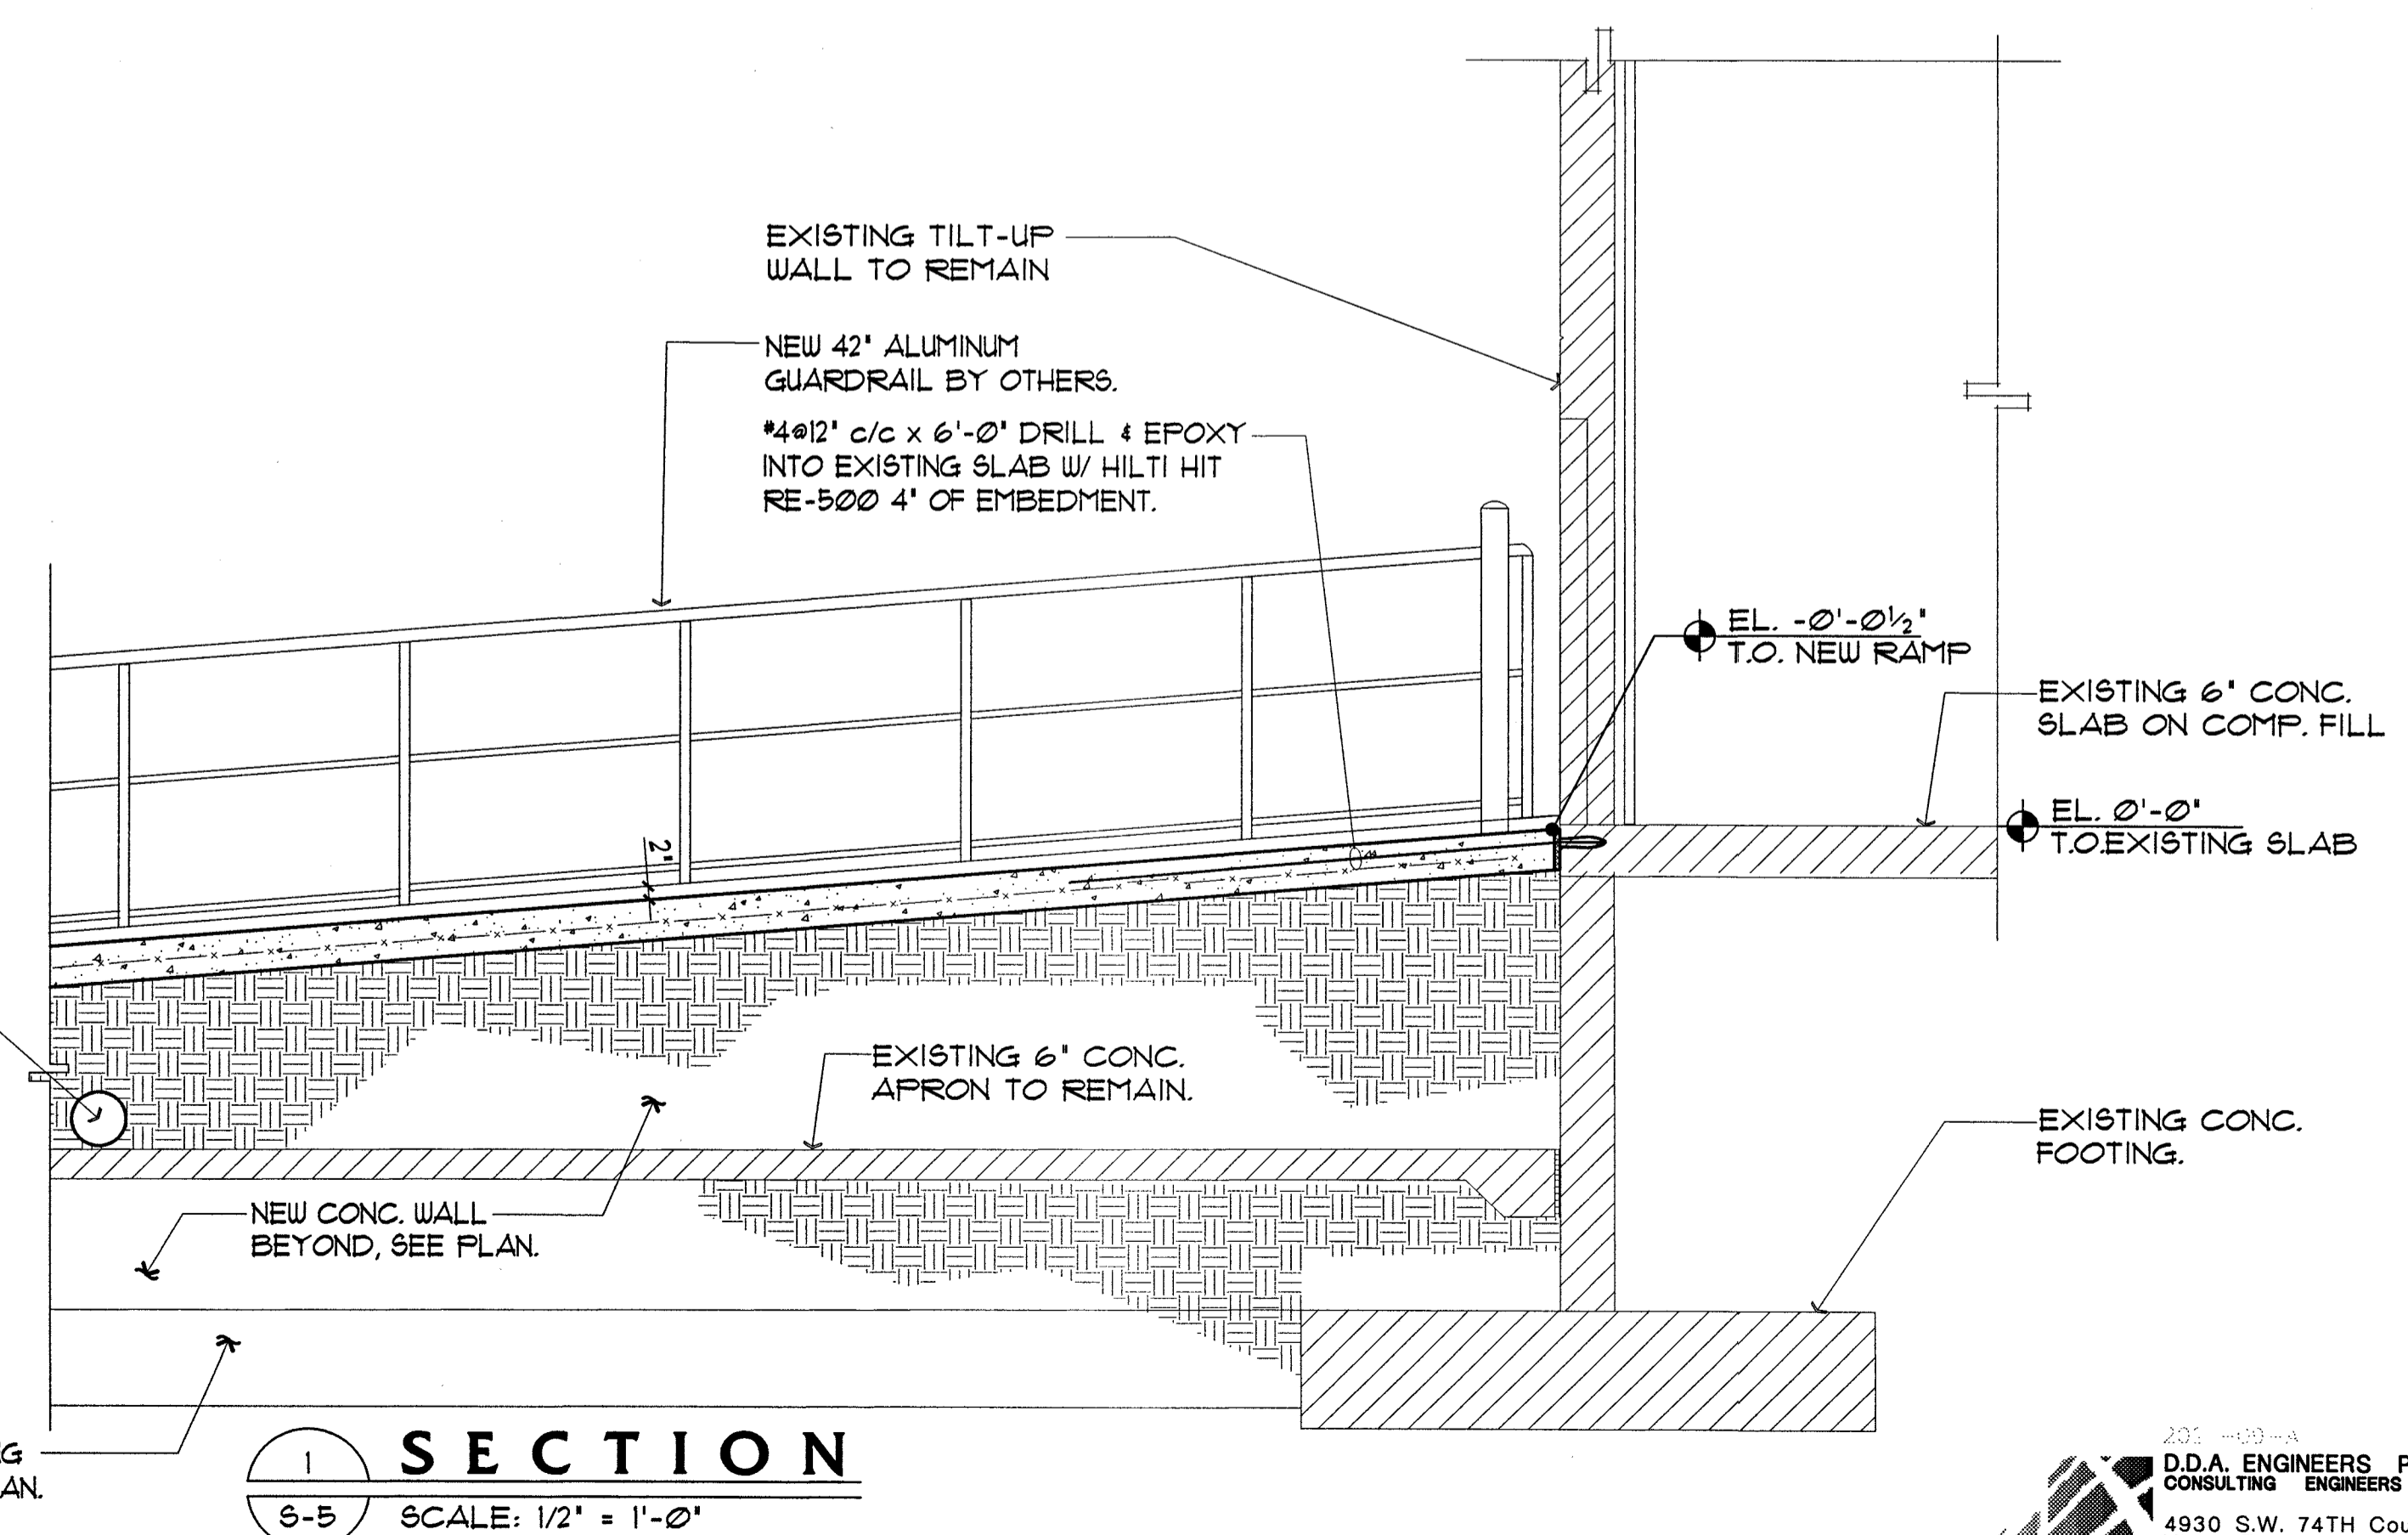 EXISTING TILT-UP
WALL TO REMAIN
NEW 42" ALUMINUM
GUARDRAIL BY OTHERS.
#4@12" c/c x 6'-0" DRILL & EPOXY
INTO EXISTING SLAB W/ HILTI HIT
RE-500 4" OF EMBEDMENT.
EL. -0'-0½"
T.O. NEW RAMP
EXISTING 6" CONC.
SLAB ON COMP. FILL
EL. 0'-0"
T.O.EXISTING SLAB
2"
EXISTING 6" CONC.
APRON TO REMAIN.
EXISTING CONC.
FOOTING.
NEW CONC. WALL
BEYOND, SEE PLAN.
1
SECTION
S-5
SCALE: 1/2" = 1'-0"
D.D.A. ENGINEERS P
CONSULTING ENGINEERS
4930 S.W. 74TH Cou